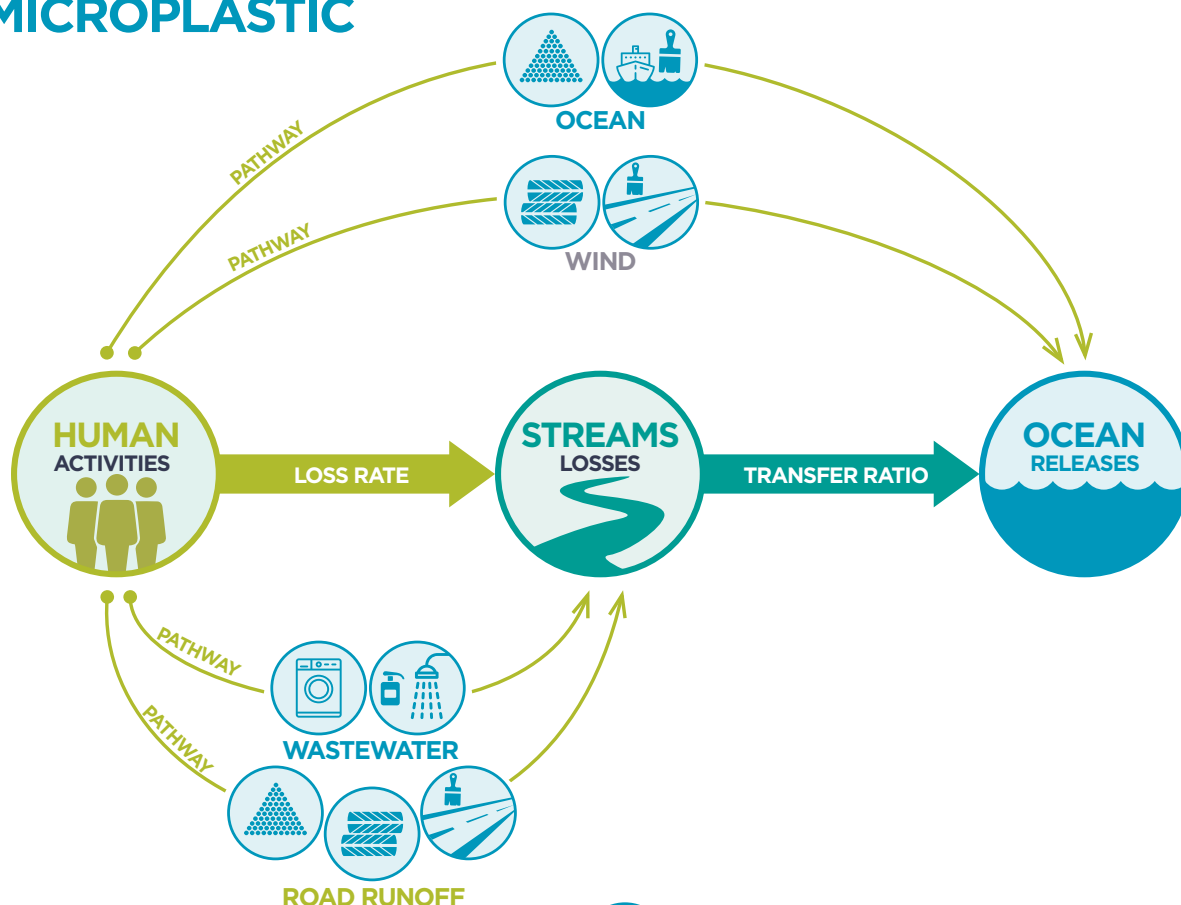 MICROPLASTIC
PATHWAY
OCEAN
PATHWAY
WIND
HUMAN
ACTIVITIES
LOSS RATE
STREAMS
LOSSES
TRANSFER RATIO
OCEAN
RELEASES
PATHWAY
WASTEWATER
PATHWAY
ROAD RUNOFF